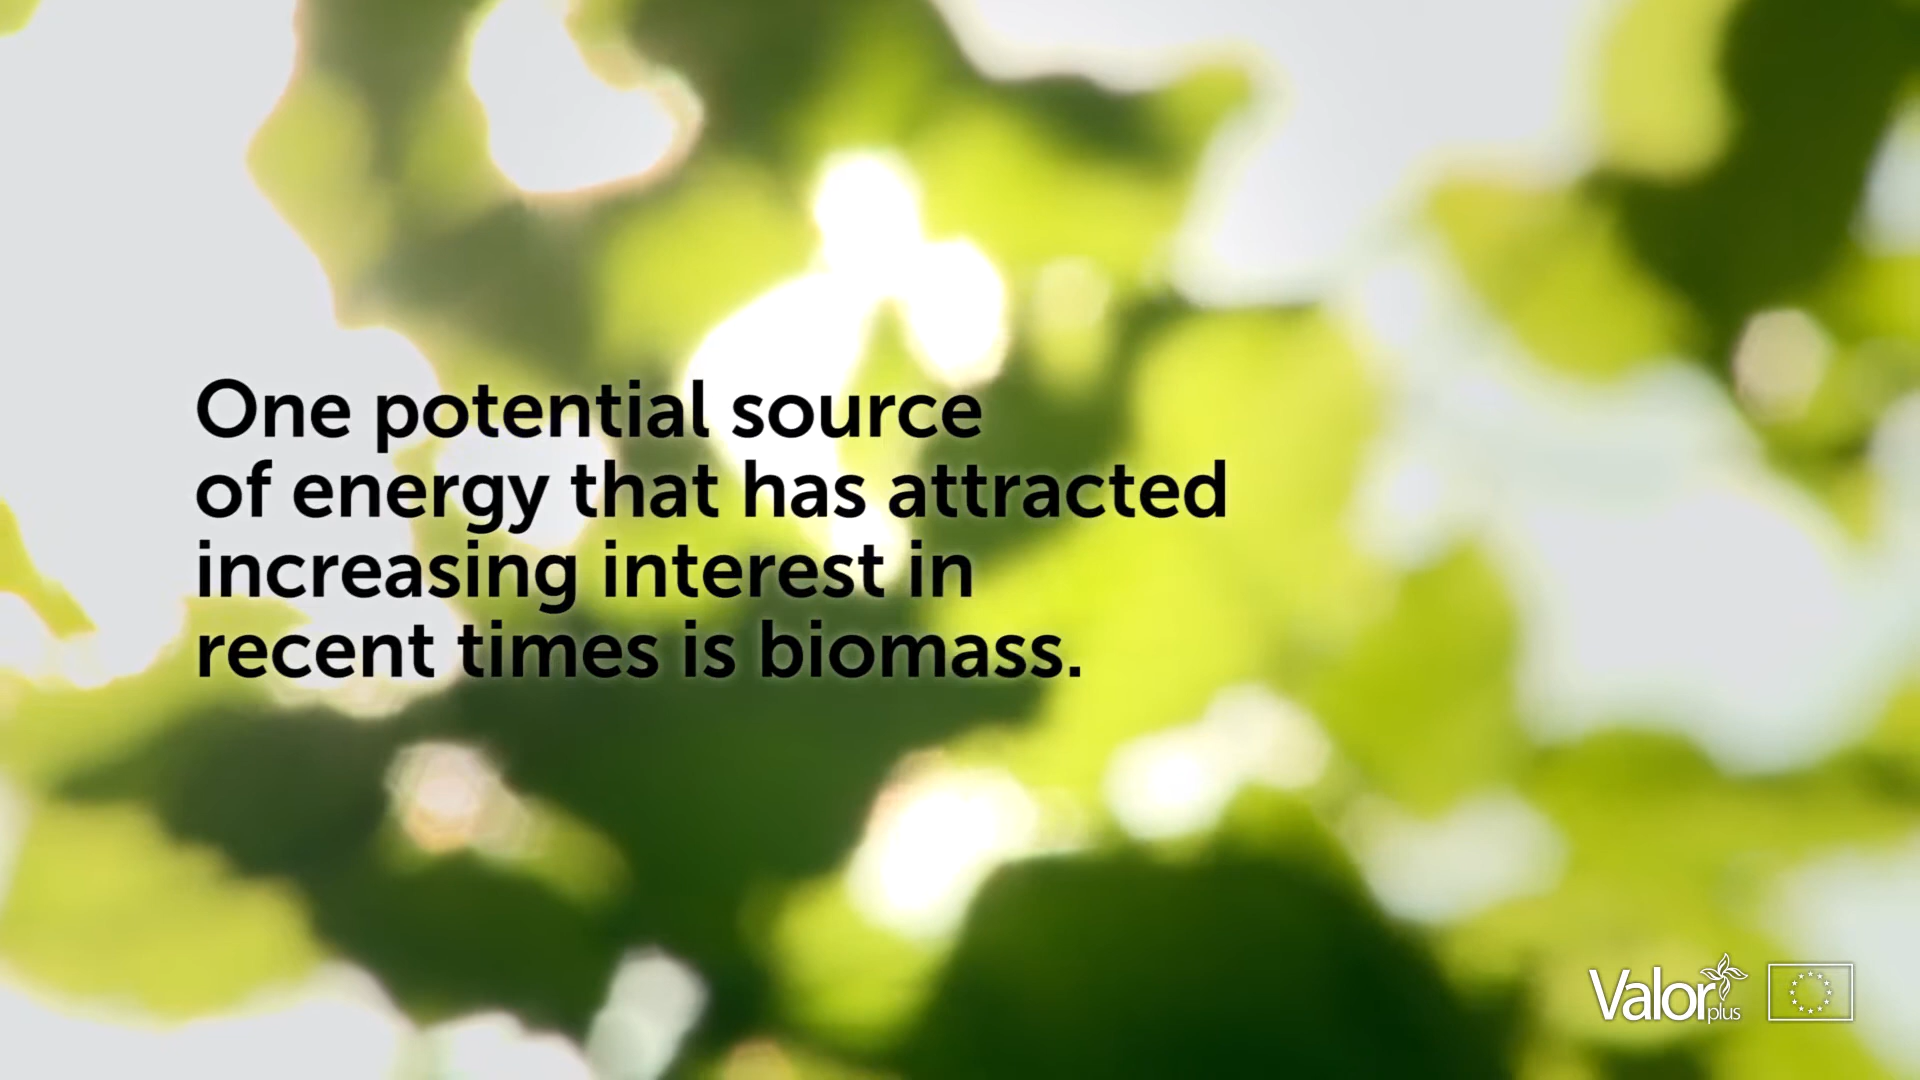 One potential source
of energy that has attracted
increasing interest in
recent times is biomass.
Valor
plus